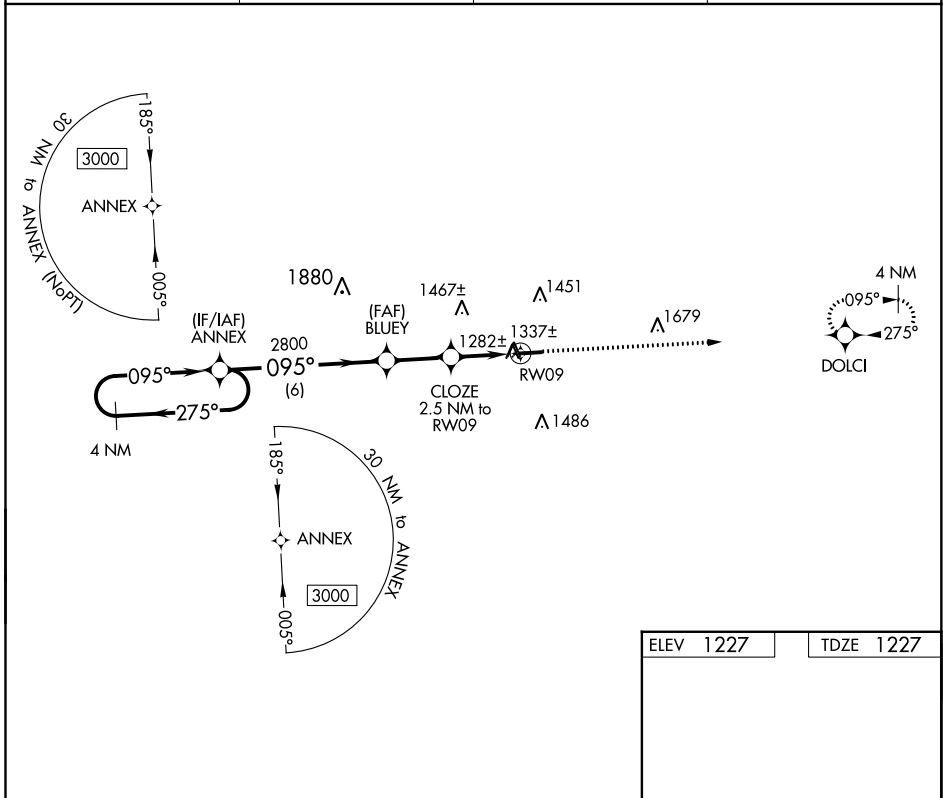 185°
30 NM to ANNEX (NoPT)
3000
ANNEX
005°
1880
1467±
1451
4 NM
095°
275°
DOLCI
(IF/IAF)
ANNEX
(FAF)
BLUEY
1679
2800
095°
(6)
1282±
1337±
RW09
095°
275°
4 NM
CLOZE
2.5 NM to
RW09
1486
185°
30 NM to ANNEX
ANNEX
3000
005°
ELEV 1227
TDZE 1227